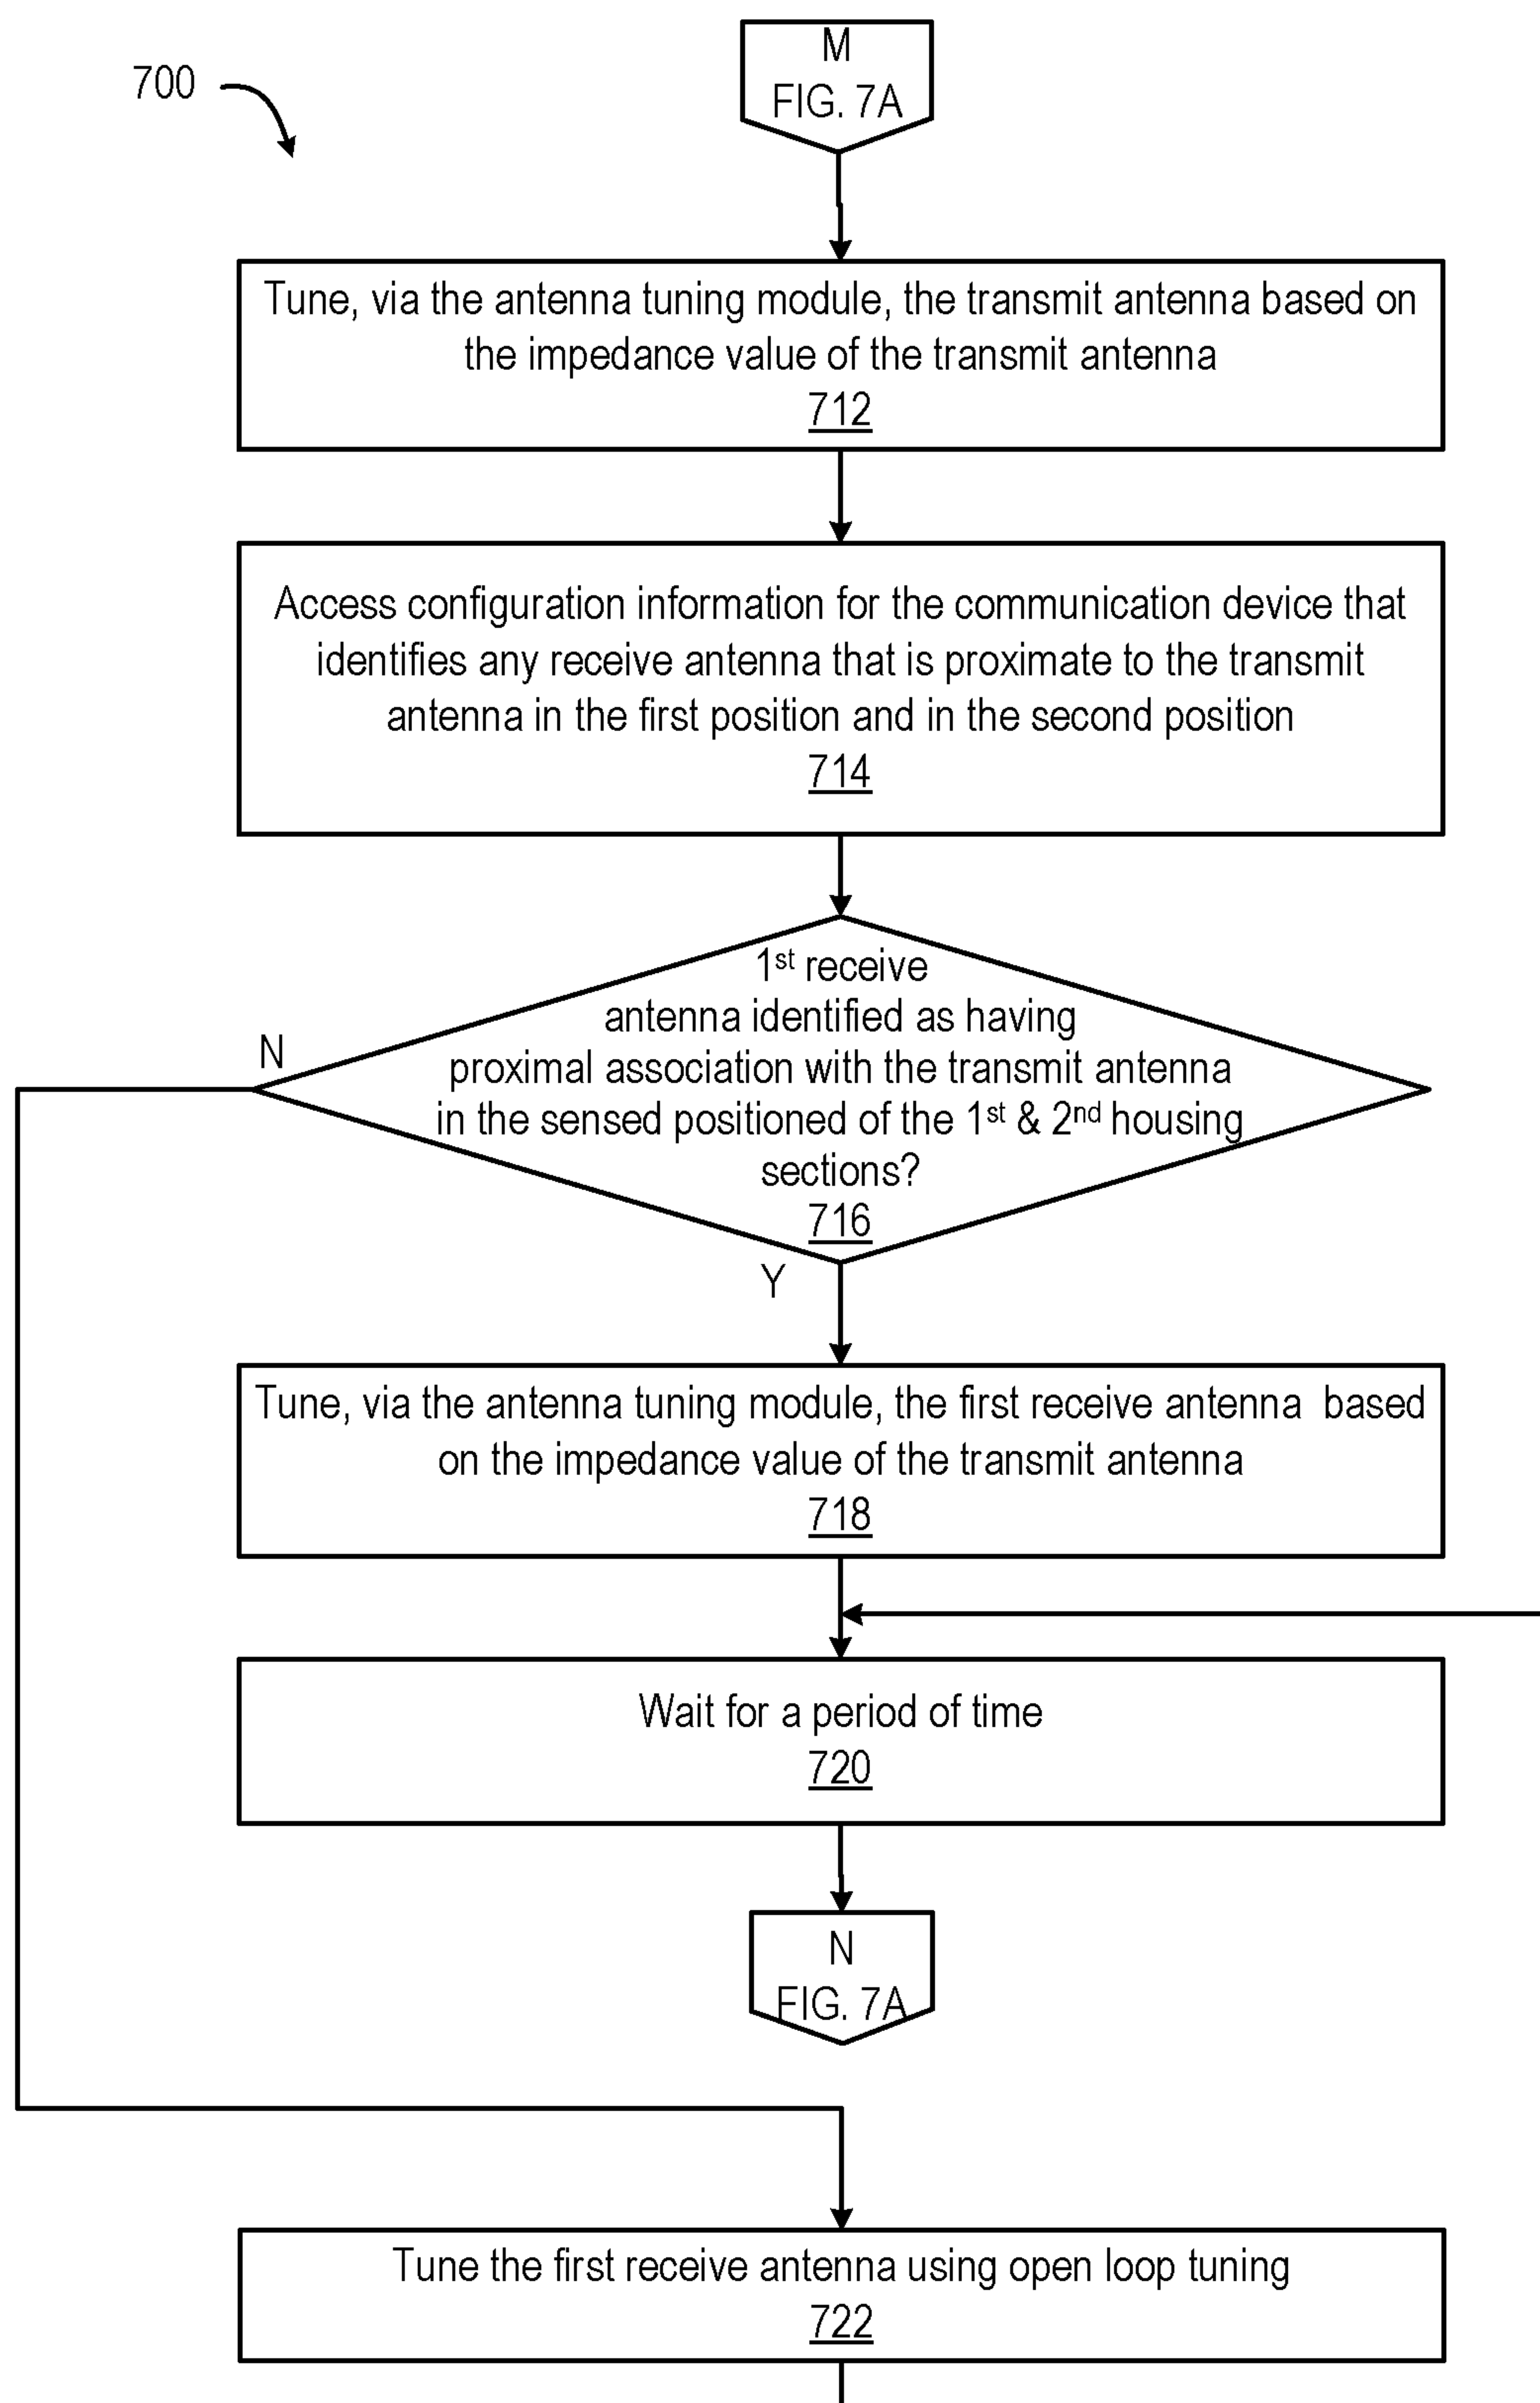 700
M
FIG. 7A
Tune, via the antenna tuning module, the transmit antenna based on
the impedance value of the transmit antenna
712
Access configuration information for the communication device that
identifies any receive antenna that is proximate to the transmit
antenna in the first position and in the second position
714
1st receive
antenna identified as having
proximal association with the transmit antenna
in the sensed positioned of the 1st & 2nd housing
sections?
716
N
Y
Tune, via the antenna tuning module, the first receive antenna based
on the impedance value of the transmit antenna
718
Wait for a period of time
720
N
FIG. 7A
Tune the first receive antenna using open loop tuning
722